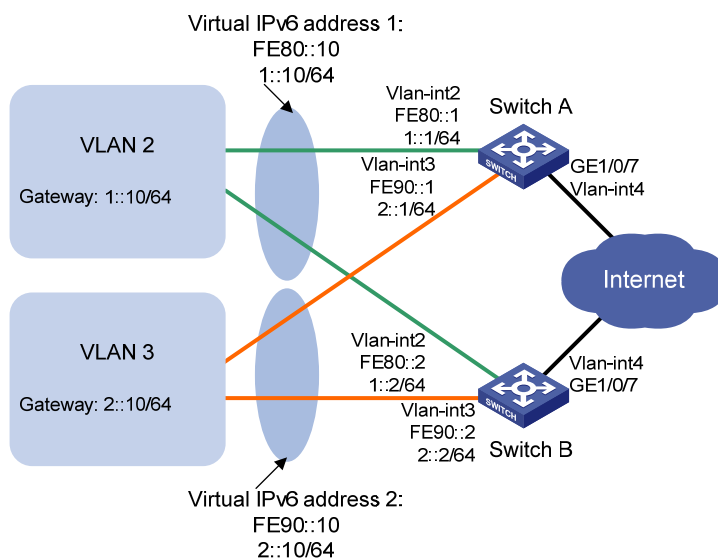 Virtual IPv6 address 1:
FE80::10
1::10/64
VLAN 2
Gateway: 1::10/64
Vlan-int2
FE80::1
1::1/64
Switch A
SWITCH
Vlan-int3
FE90::1
2::1/64
GE1/0/7
Vlan-int4
Internet
VLAN 3
Gateway: 2::10/64
Vlan-int2
FE80::2
1::2/64
Vlan-int4
GE1/0/7
SWITCH
Vlan-int3
FE90::2
2::2/64
Switch B
Virtual IPv6 address 2:
FE90::10
2::10/64